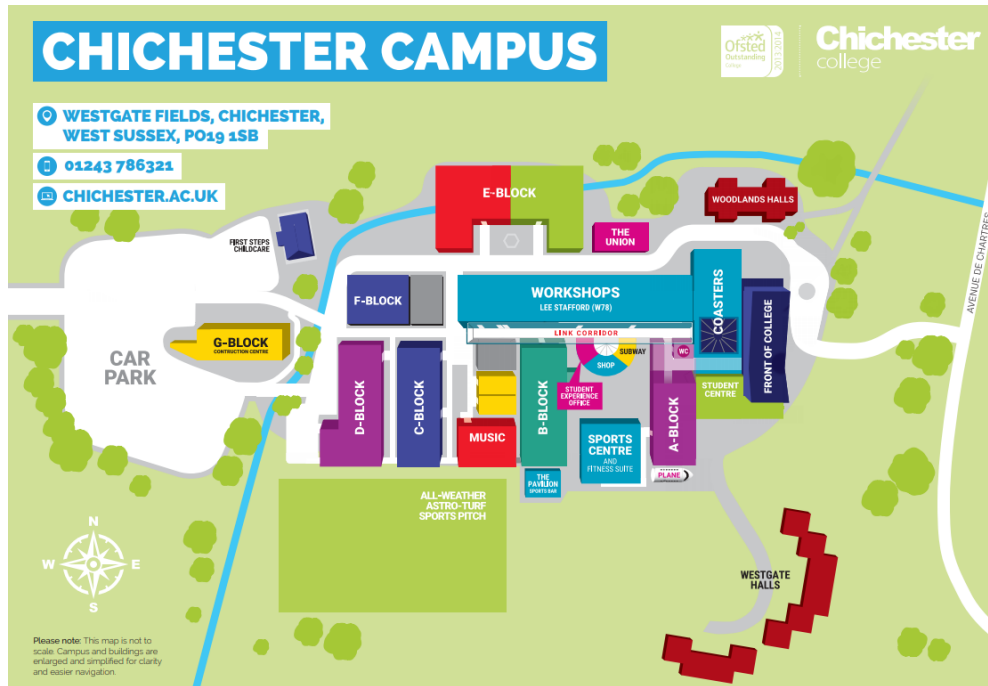 CHICHESTER CAMPUS
Ofsted
Outstanding
College
2013-2014
Chichester
college
WESTGATE FIELDS, CHICHESTER,
WEST SUSSEX, PO19 1SB
01243 786321
CHICHESTER.AC.UK
E-BLOCK
WOODLANDS HALLS
THE
UNION
FIRST STEPS
CHILDCARE
AVENUE DE CHARTRES
F-BLOCK
WORKSHOPS
LEE STAFFORD (W78)
COASTERS
FRONT OF COLLEGE
LINK CORRIDOR
G-BLOCK
CONTRUCTION CENTRE
CAR
PARK
SUBWAY
SHOP
WC
STUDENT
EXPERIENCE
OFFICE
STUDENT
CENTRE
D-BLOCK
C-BLOCK
MUSIC
B-BLOCK
A-BLOCK
SPORTS
CENTRE
AND
FITNESS SUITE
THE
PAVILION
SPORTS BAR
PLANE
ALL-WEATHER
ASTRO-TURF
SPORTS PITCH
N
W
E
S
WESTGATE
HALLS
Please note: This map is not to
scale. Campus and buildings are
enlarged and simplified for clarity
and easier navigation.